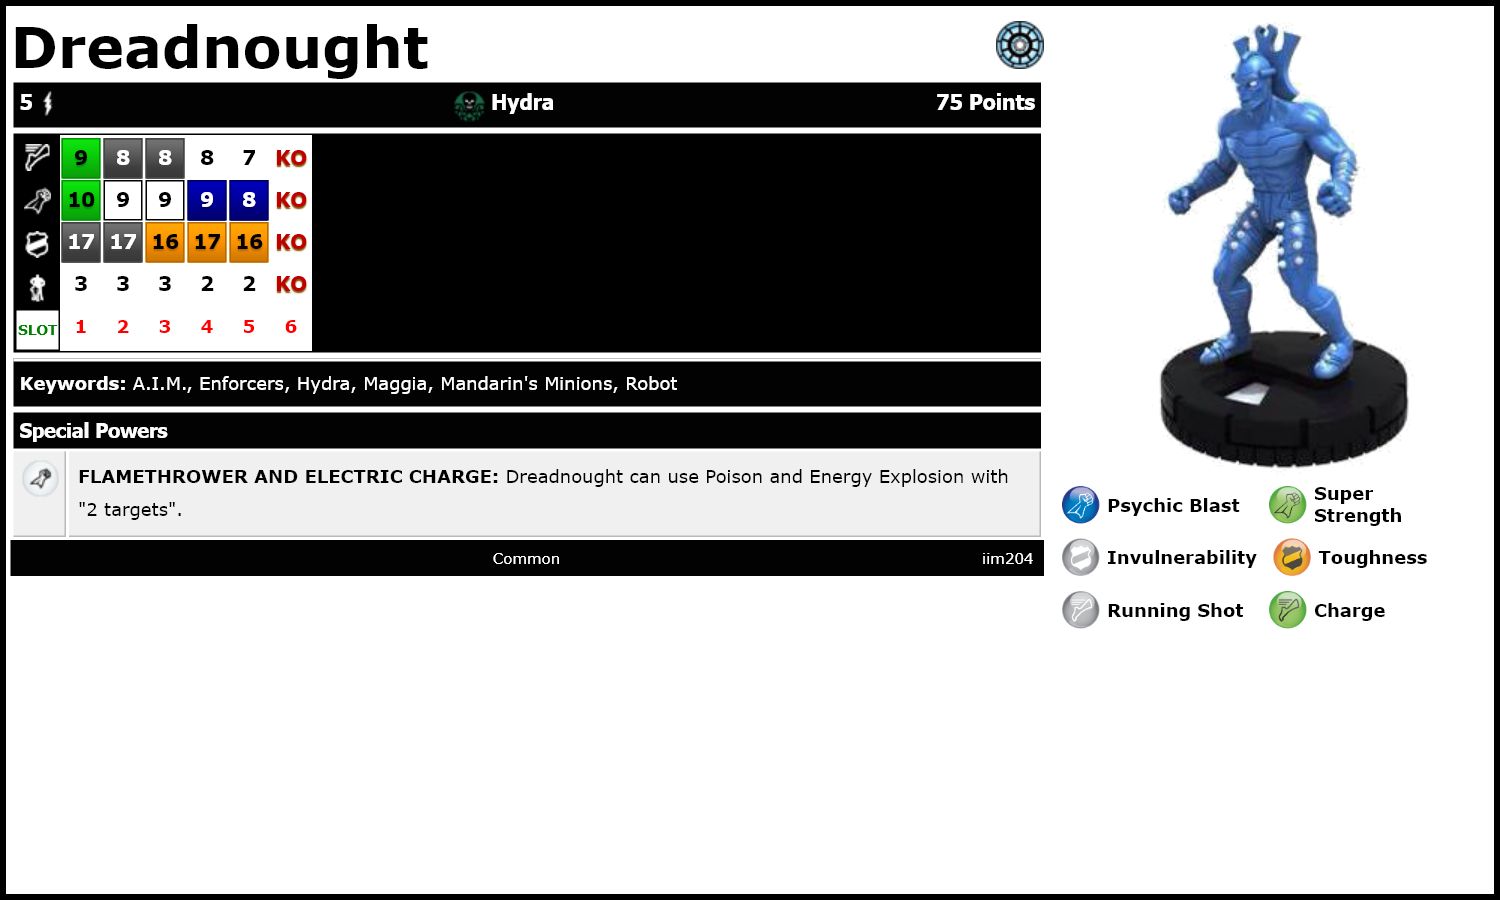 Dreadnought
5 Hydra 75 Points
9 8 8 8 7 KO
10 9 9 9 8 KO
17 17 16 17 16 KO
3 3 3 2 2 KO
SLOT 1 2 3 4 5 6
Keywords: A.I.M., Enforcers, Hydra, Maggia, Mandarin's Minions, Robot
Special Powers
FLAMETHROWER AND ELECTRIC CHARGE: Dreadnought can use Poison and Energy Explosion with
"2 targets".
Common iim204
Psychic Blast
Super
Strength
Invulnerability
Toughness
Running Shot
Charge